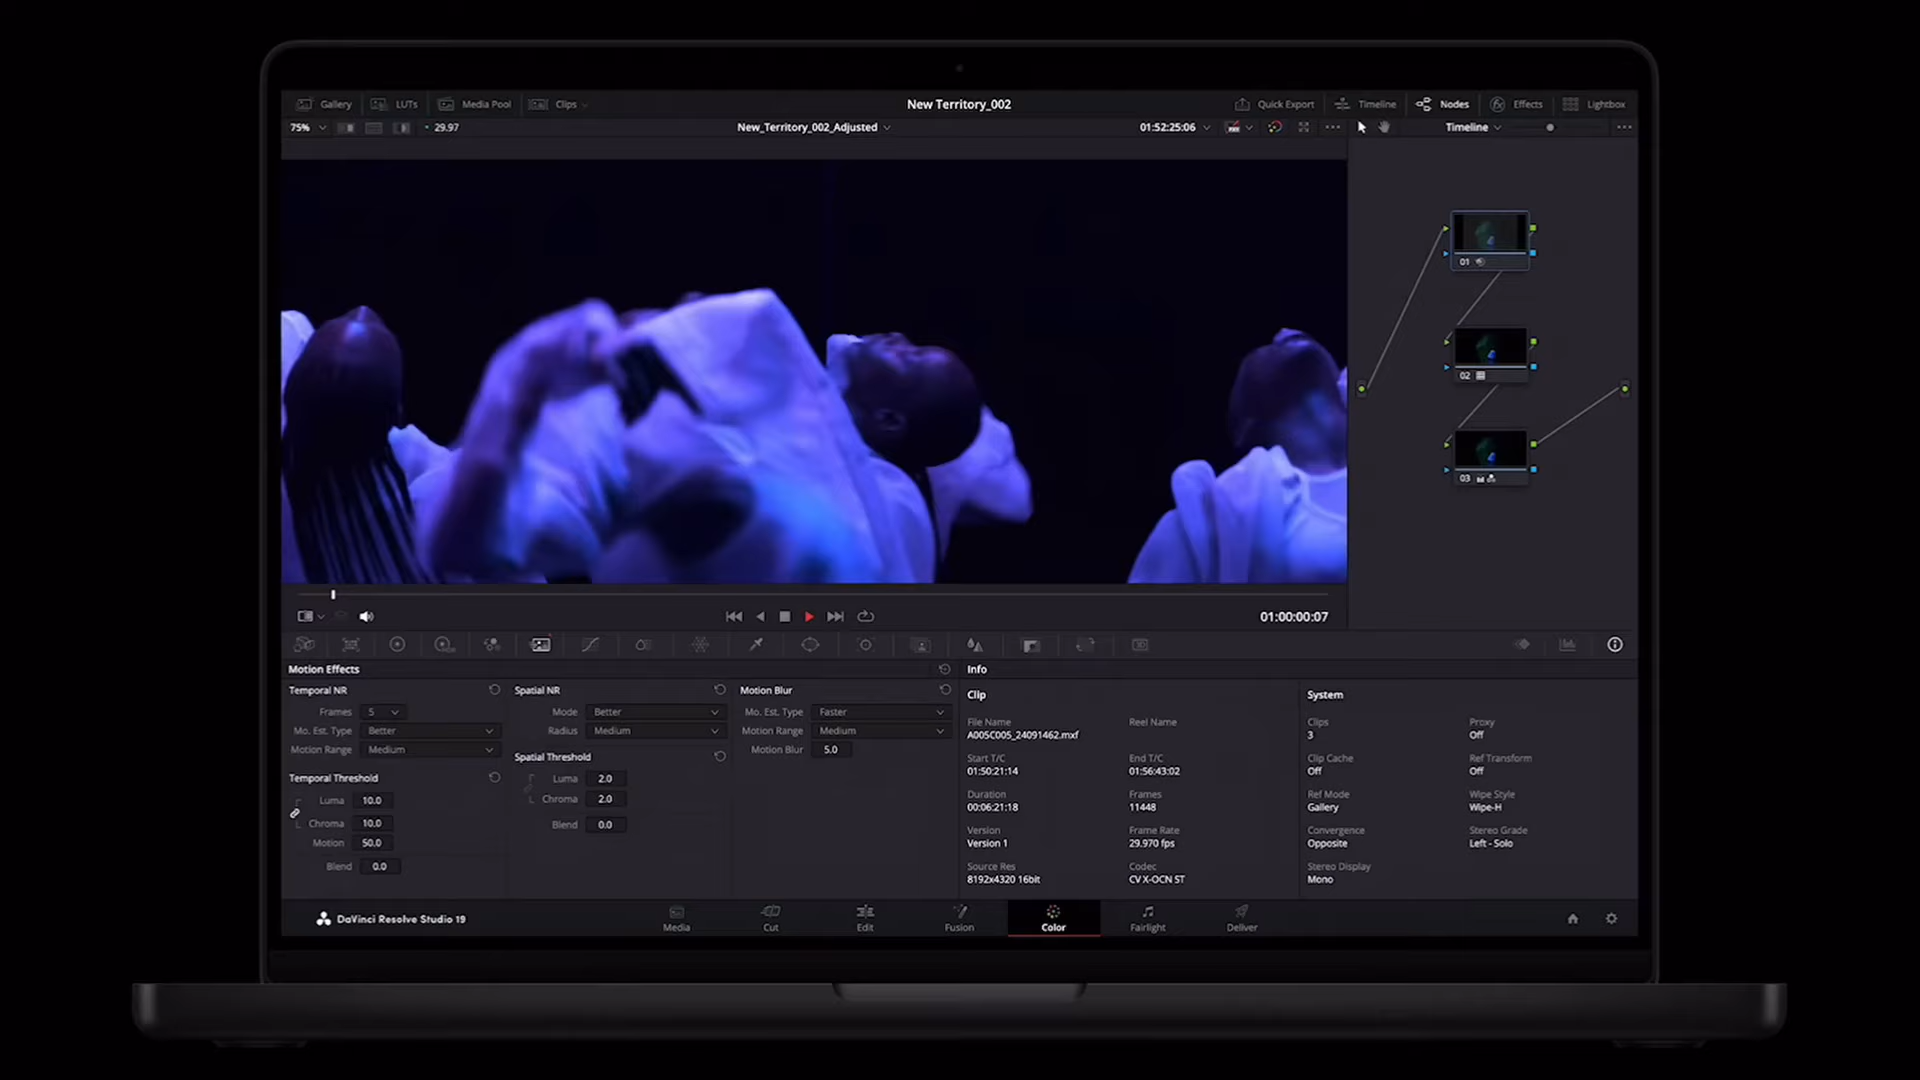 Gallery LUTs Media Pool Clips New Territory_002 Quick Export Timeline Nodes Effects Lightbox
75% 29.97 New_Territory_002_Adjusted 01:52:25:06 Timeline
01
02
03
01:00:00:07
Motion Effects
Temporal NR
Frames 5
Mo. Est. Type Better
Motion Range Medium
Temporal Threshold
Luma 10.0
Chroma 10.0
Motion 50.0
Blend 0.0
Spatial NR
Mode Better
Radius Medium
Spatial Threshold
Luma 2.0
Chroma 2.0
Blend 0.0
Motion Blur
Mo. Est. Type Faster
Motion Range Medium
Motion Blur 5.0
Info
Clip
File Name Reel Name
A005C005_24091462.mxf
Start T/C End T/C
01:50:21:14 01:56:43:02
Duration Frames
00:06:21:18 11448
Version Frame Rate
Version 1 29.970 fps
Source Res Codec
8192x4320 16bit CV X-OCN ST
System
Clips Proxy
3 Off
Clip Cache Ref Transform
Off Off
Ref Mode Wipe Style
Gallery Wipe-H
Convergence Stereo Grade
Opposite Left - Solo
Stereo Display
Mono
DaVinci Resolve Studio 19 Media Cut Edit Fusion Color Fairlight Deliver